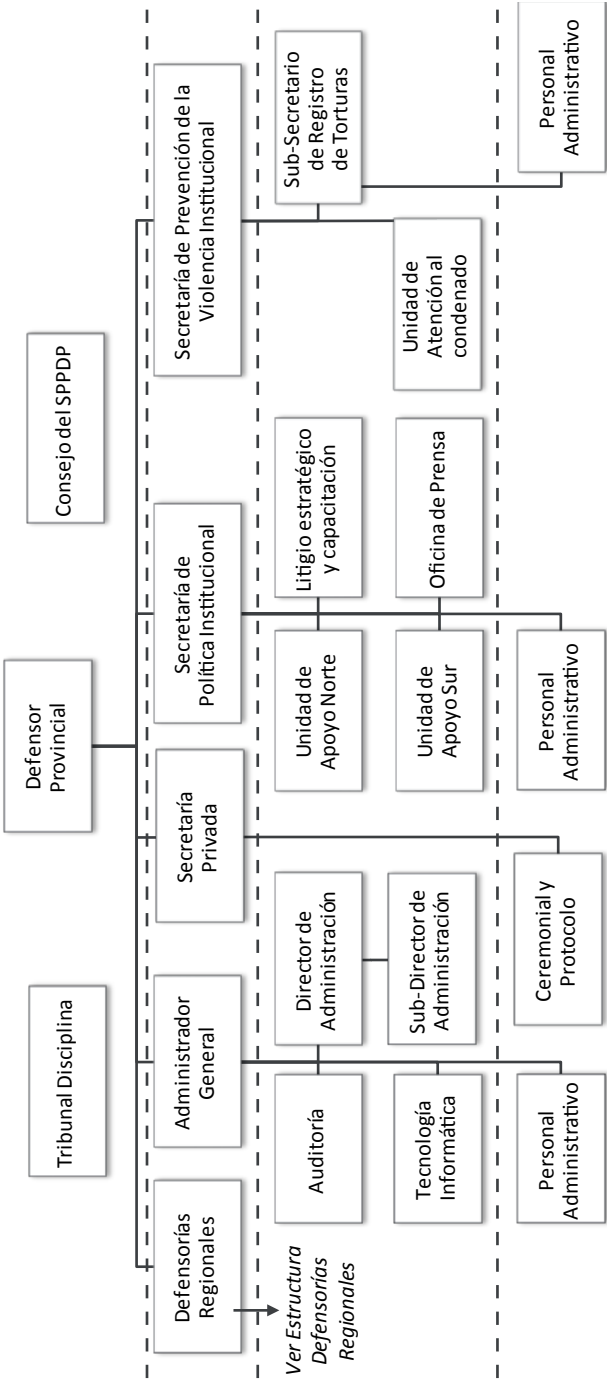 Tribunal Disciplina
Defensor
Provincial
Consejo del SPPDP
Defensorías
Regionales
Administrador
General
Secretaría
Privada
Secretaría de
Política Institucional
Secretaría de Prevención de la
Violencia Institucional
Ver Estructura
Defensorías
Regionales
Auditoría
Director de
Administración
Unidad de
Apoyo Norte
Litigio estratégico
y capacitación
Sub-Secretario
de Registro
de Torturas
Tecnología
Informática
Sub-Director de
Administración
Unidad de
Apoyo Sur
Oficina de Prensa
Unidad de
Atención al
condenado
Personal
Administrativo
Ceremonial y
Protocolo
Personal
Administrativo
Personal
Administrativo